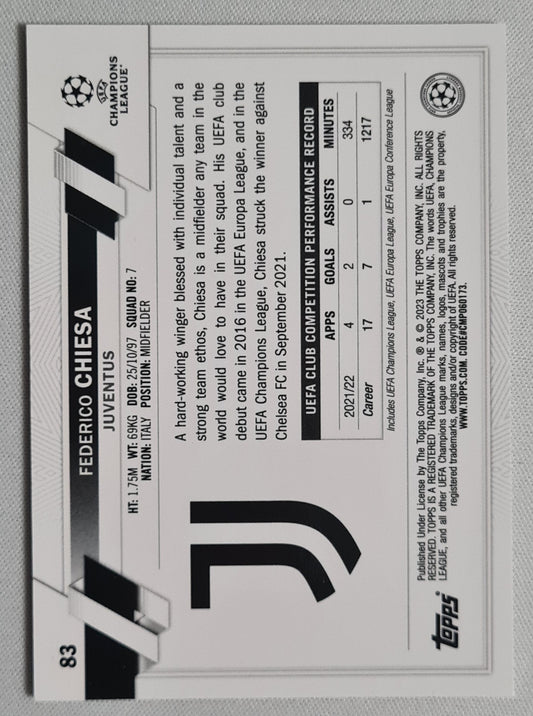 83
FEDERICO CHIESA
JUVENTUS
HT: 1.75M WT: 69KG DOB: 25/10/97 SQUAD NO: 7
NATION: ITALY POSITION: MIDFIELDER
UEFA
CHAMPIONS
LEAGUE
A hard-working winger blessed with individual talent and a
strong team ethos, Chiesa is a midfielder any team in the
world would love to have in their squad. His UEFA club
debut came in 2016 in the UEFA Europa League, and in the
UEFA Champions League, Chiesa struck the winner against
Chelsea FC in September 2021.
UEFA CLUB COMPETITION PERFORMANCE RECORD
APPS GOALS ASSISTS MINUTES
2021/22 4 2 0 334
Career 17 7 1 1217
Includes UEFA Champions League, UEFA Europa League, UEFA Europa Conference League
topps®
Published Under License by The Topps Company, Inc. ® & © 2023 THE TOPPS COMPANY, INC. ALL RIGHTS
RESERVED. TOPPS IS A REGISTERED TRADEMARK OF THE TOPPS COMPANY, INC. The words UEFA, CHAMPIONS
LEAGUE, and all other UEFA Champions League marks, names, logos, mascots and trophies are the property,
registered trademarks, designs and/or copyright of UEFA. All rights reserved.
WWW.TOPPS.COM. CODE#CMP060173.